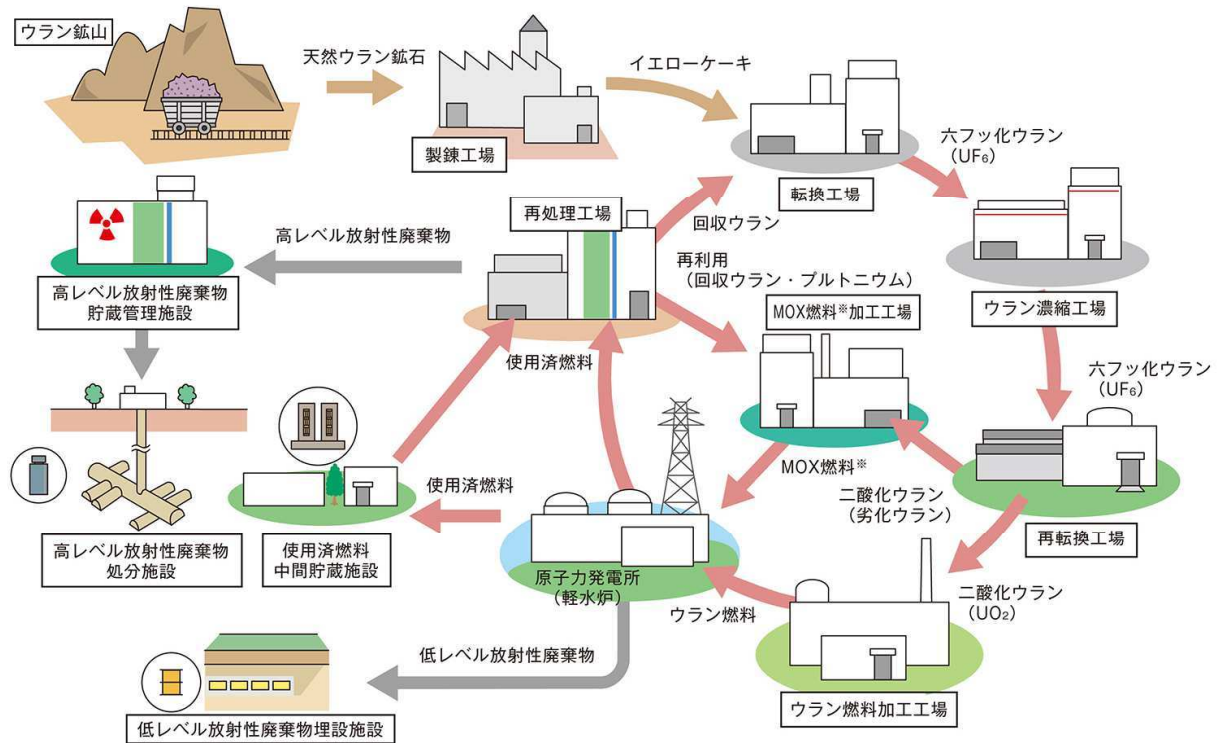 ウラン鉱山
天然ウラン鉱石
イエローケーキ
製錬工場
六フッ化ウラン
(UF₆)
転換工場
再処理工場
回収ウラン
高レベル放射性廃棄物
再利用
(回収ウラン・プルトニウム)
高レベル放射性廃棄物
貯蔵管理施設
MOX燃料※加工工場
ウラン濃縮工場
使用済燃料
六フッ化ウラン
(UF₆)
MOX燃料※
使用済燃料
二酸化ウラン
(劣化ウラン)
再転換工場
高レベル放射性廃棄物
処分施設
使用済燃料
中間貯蔵施設
原子力発電所
(軽水炉)
二酸化ウラン
(UO₂)
ウラン燃料
低レベル放射性廃棄物
ウラン燃料加工工場
低レベル放射性廃棄物埋設施設